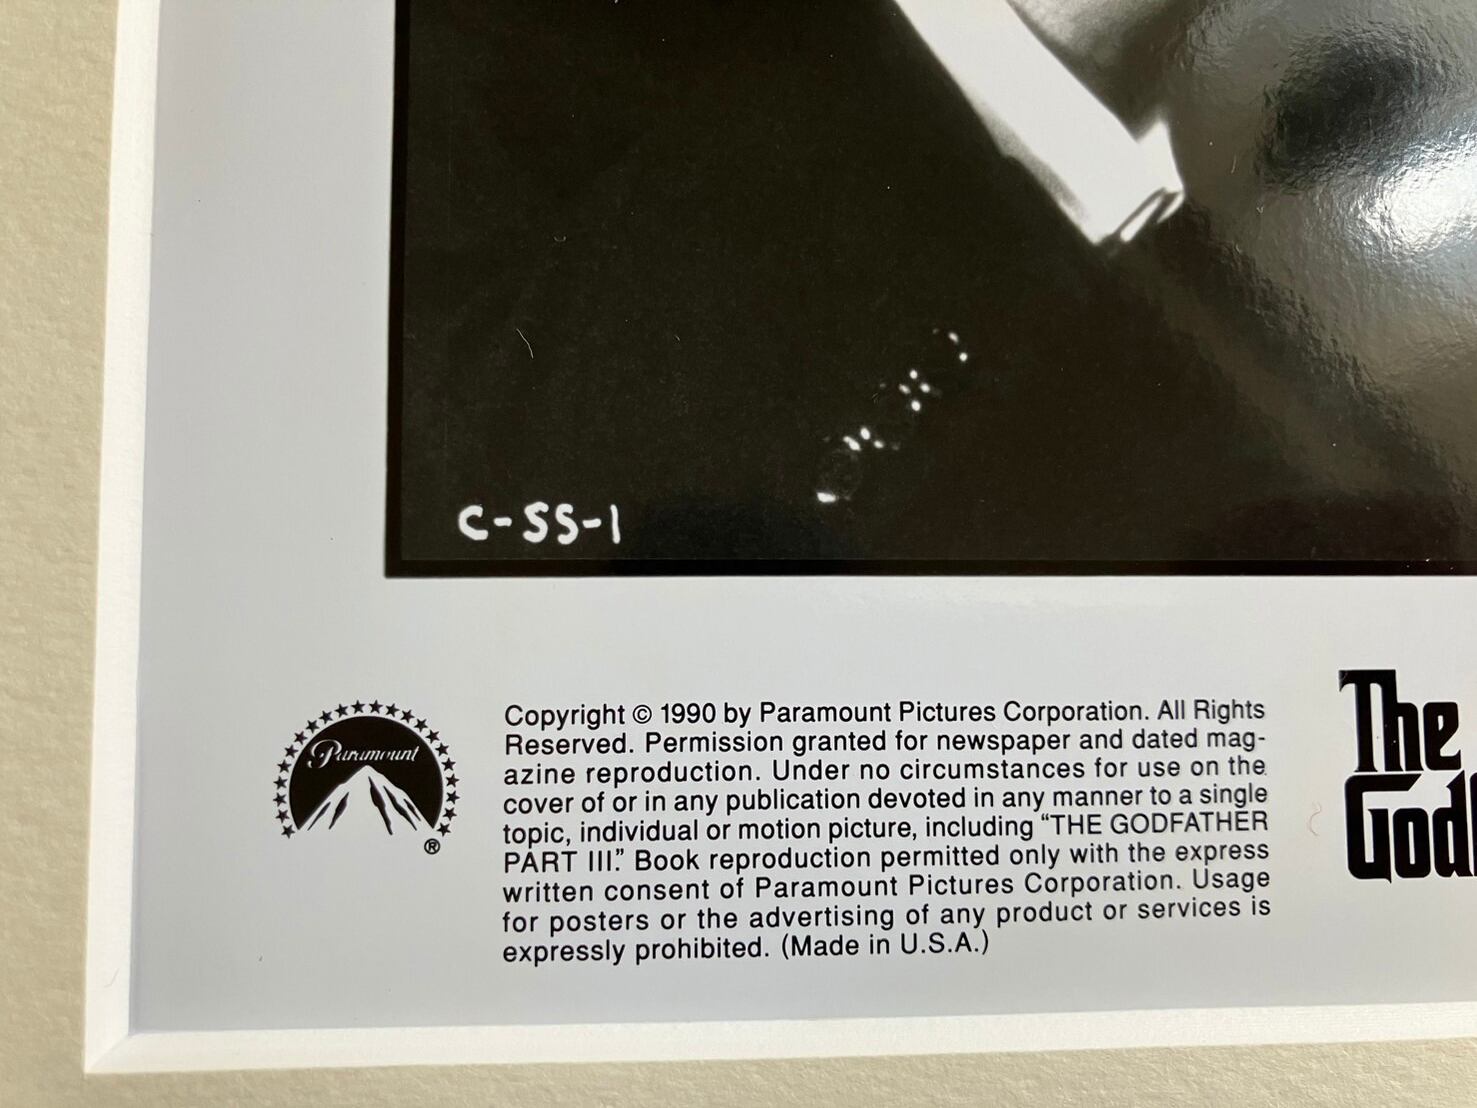 C-SS-1
Paramount
®
Copyright © 1990 by Paramount Pictures Corporation. All Rights
Reserved. Permission granted for newspaper and dated mag-
azine reproduction. Under no circumstances for use on the
cover of or in any publication devoted in any manner to a single
topic, individual or motion picture, including “THE GODFATHER
PART III.” Book reproduction permitted only with the express
written consent of Paramount Pictures Corporation. Usage
for posters or the advertising of any product or services is
expressly prohibited. (Made in U.S.A.)
The